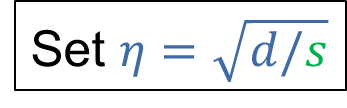 Set η = √d/s